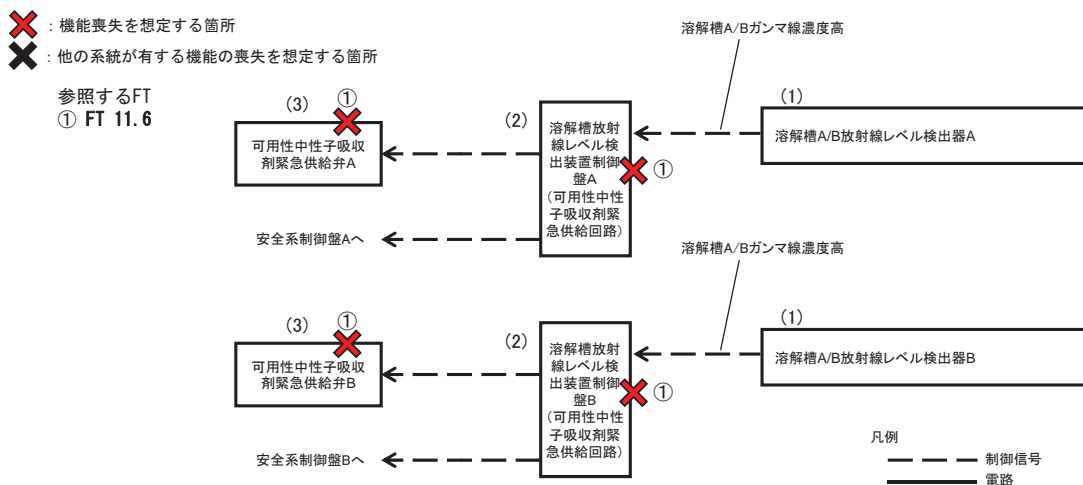 ：機能喪失を想定する箇所
：他の系統が有する機能の喪失を想定する箇所
参照するFT
① FT 11.6
溶解槽A/Bガンマ線濃度高
(3)
①
可用性中性子吸収
剤緊急供給弁A
(2)
溶解槽放射
線レベル検
出装置制御
盤A
（可用性中性
子吸収剤緊
急供給回路）
①
(1)
溶解槽A/B放射線レベル検出器A
安全系制御盤Aへ
溶解槽A/Bガンマ線濃度高
(3)
①
可用性中性子吸収
剤緊急供給弁B
(2)
溶解槽放射
線レベル検
出装置制御
盤B
（可用性中性
子吸収剤緊
急供給回路）
①
(1)
溶解槽A/B放射線レベル検出器B
安全系制御盤Bへ
凡例
制御信号
電路